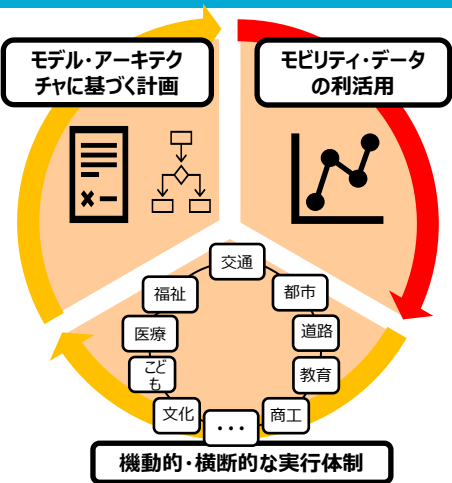 モデル・アーキテク
チャに基づく計画
モビリティ・データ
の利活用
交通
福祉
都市
医療
道路
こど
も
教育
文化
・・・
商工
機動的・横断的な実行体制